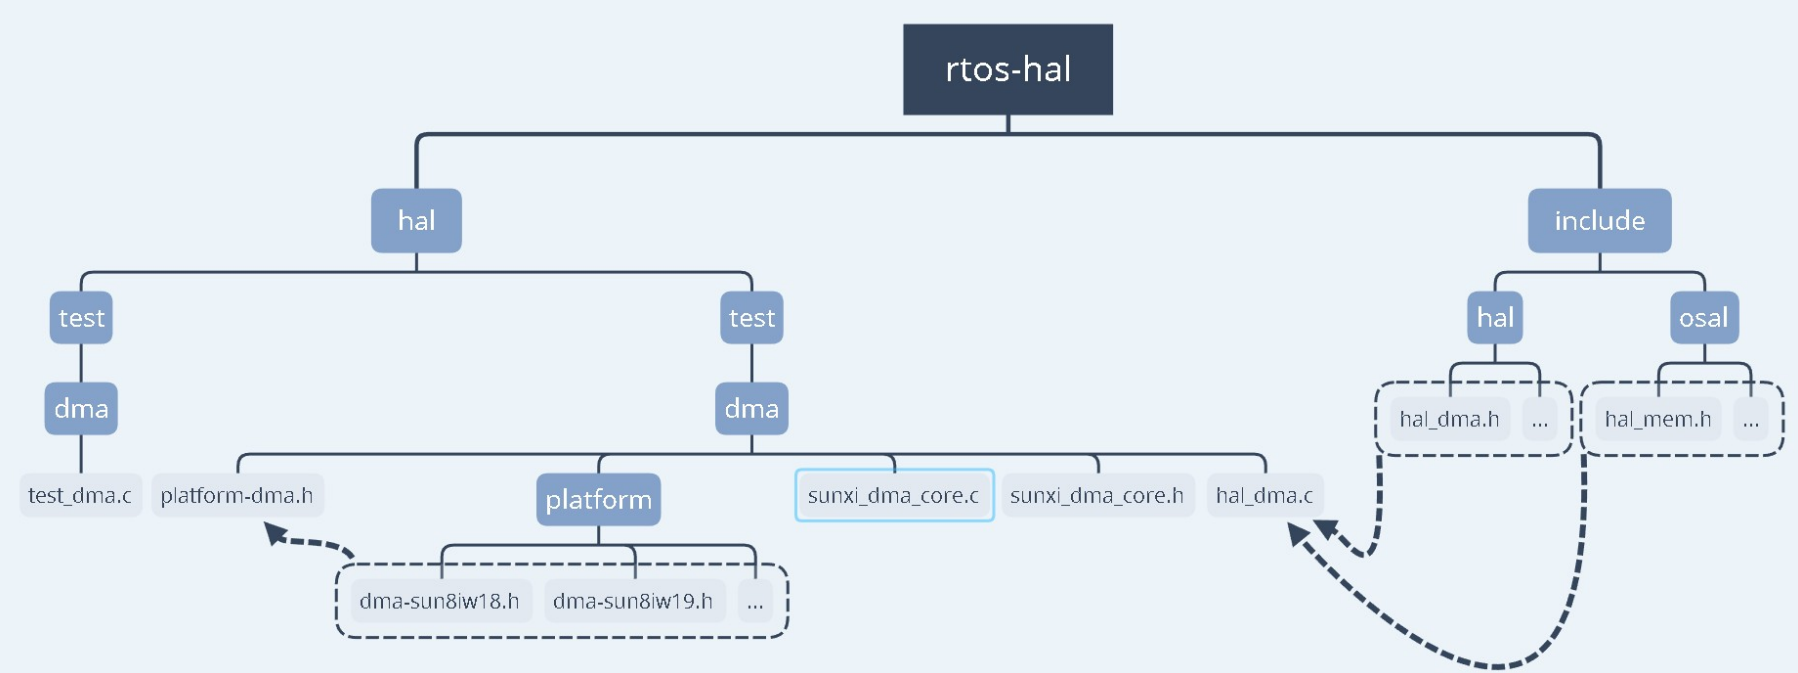 rtos-hal
hal
include
test
test
hal
osal
dma
dma
hal_dma.h
...
hal_mem.h
...
test_dma.c
platform-dma.h
platform
sunxi_dma_core.c
sunxi_dma_core.h
hal_dma.c
dma-sun8iw18.h
dma-sun8iw19.h
...